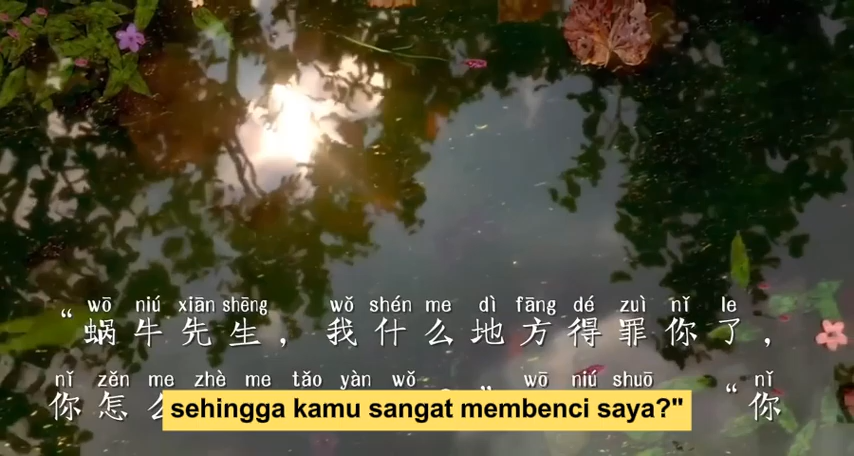 wō niú xiān shēng wǒ shén me dì fāng dé zuì nǐ le
“蜗牛先生，我什么地方得罪你了，
nǐ zěn me zhè me tǎo yàn wǒ wō niú shuō nǐ
你怎 “你
sehingga kamu sangat membenci saya?"